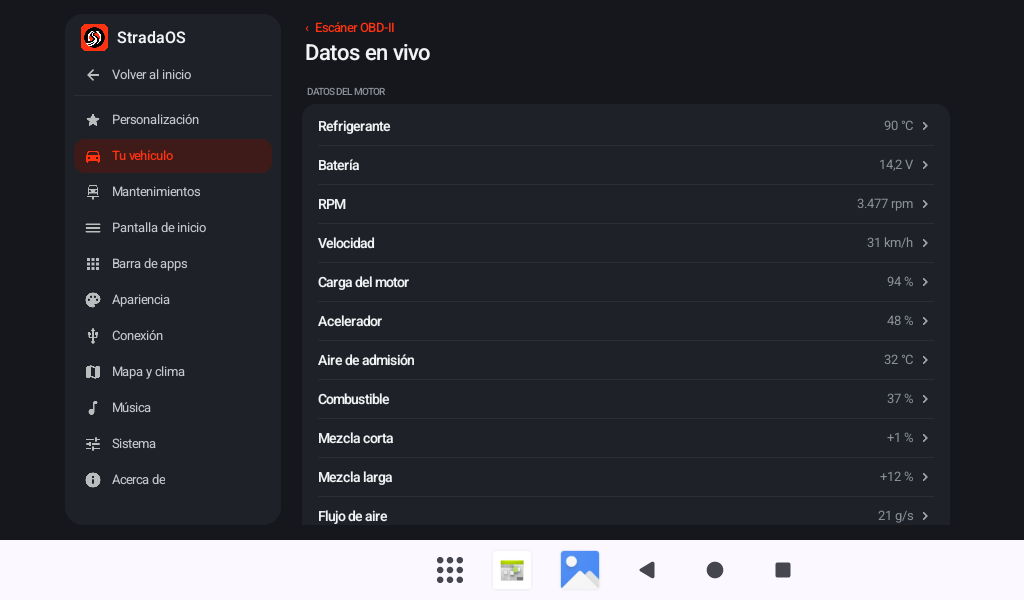 StradaOS
Volver al inicio
Personalización
Tu vehículo
Mantenimientos
Pantalla de inicio
Barra de apps
Apariencia
Conexión
Mapa y clima
Música
Sistema
Acerca de
‹ Escáner OBD-II
Datos en vivo
DATOS DEL MOTOR
Refrigerante 90 °C
Batería 14,2 V
RPM 3.477 rpm
Velocidad 31 km/h
Carga del motor 94 %
Acelerador 48 %
Aire de admisión 32 °C
Combustible 37 %
Mezcla corta +1 %
Mezcla larga +12 %
Flujo de aire 21 g/s